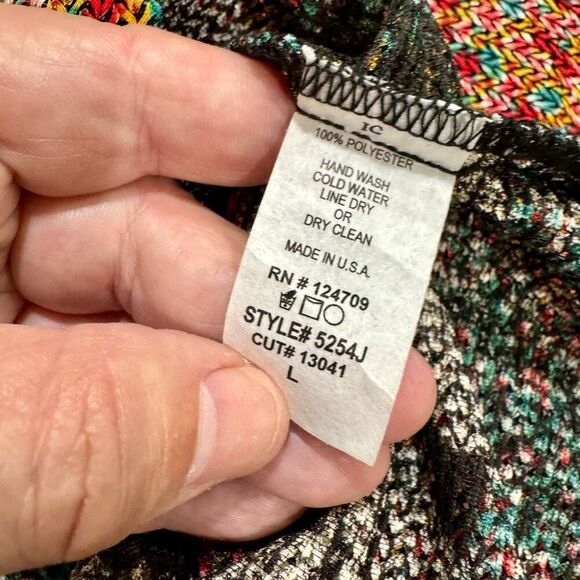 IC
100% POLYESTER
HAND WASH
COLD WATER
LINE DRY
OR
DRY CLEAN
MADE IN U.S.A.
RN # 124709
STYLE# 5254J
CUT# 13041
L